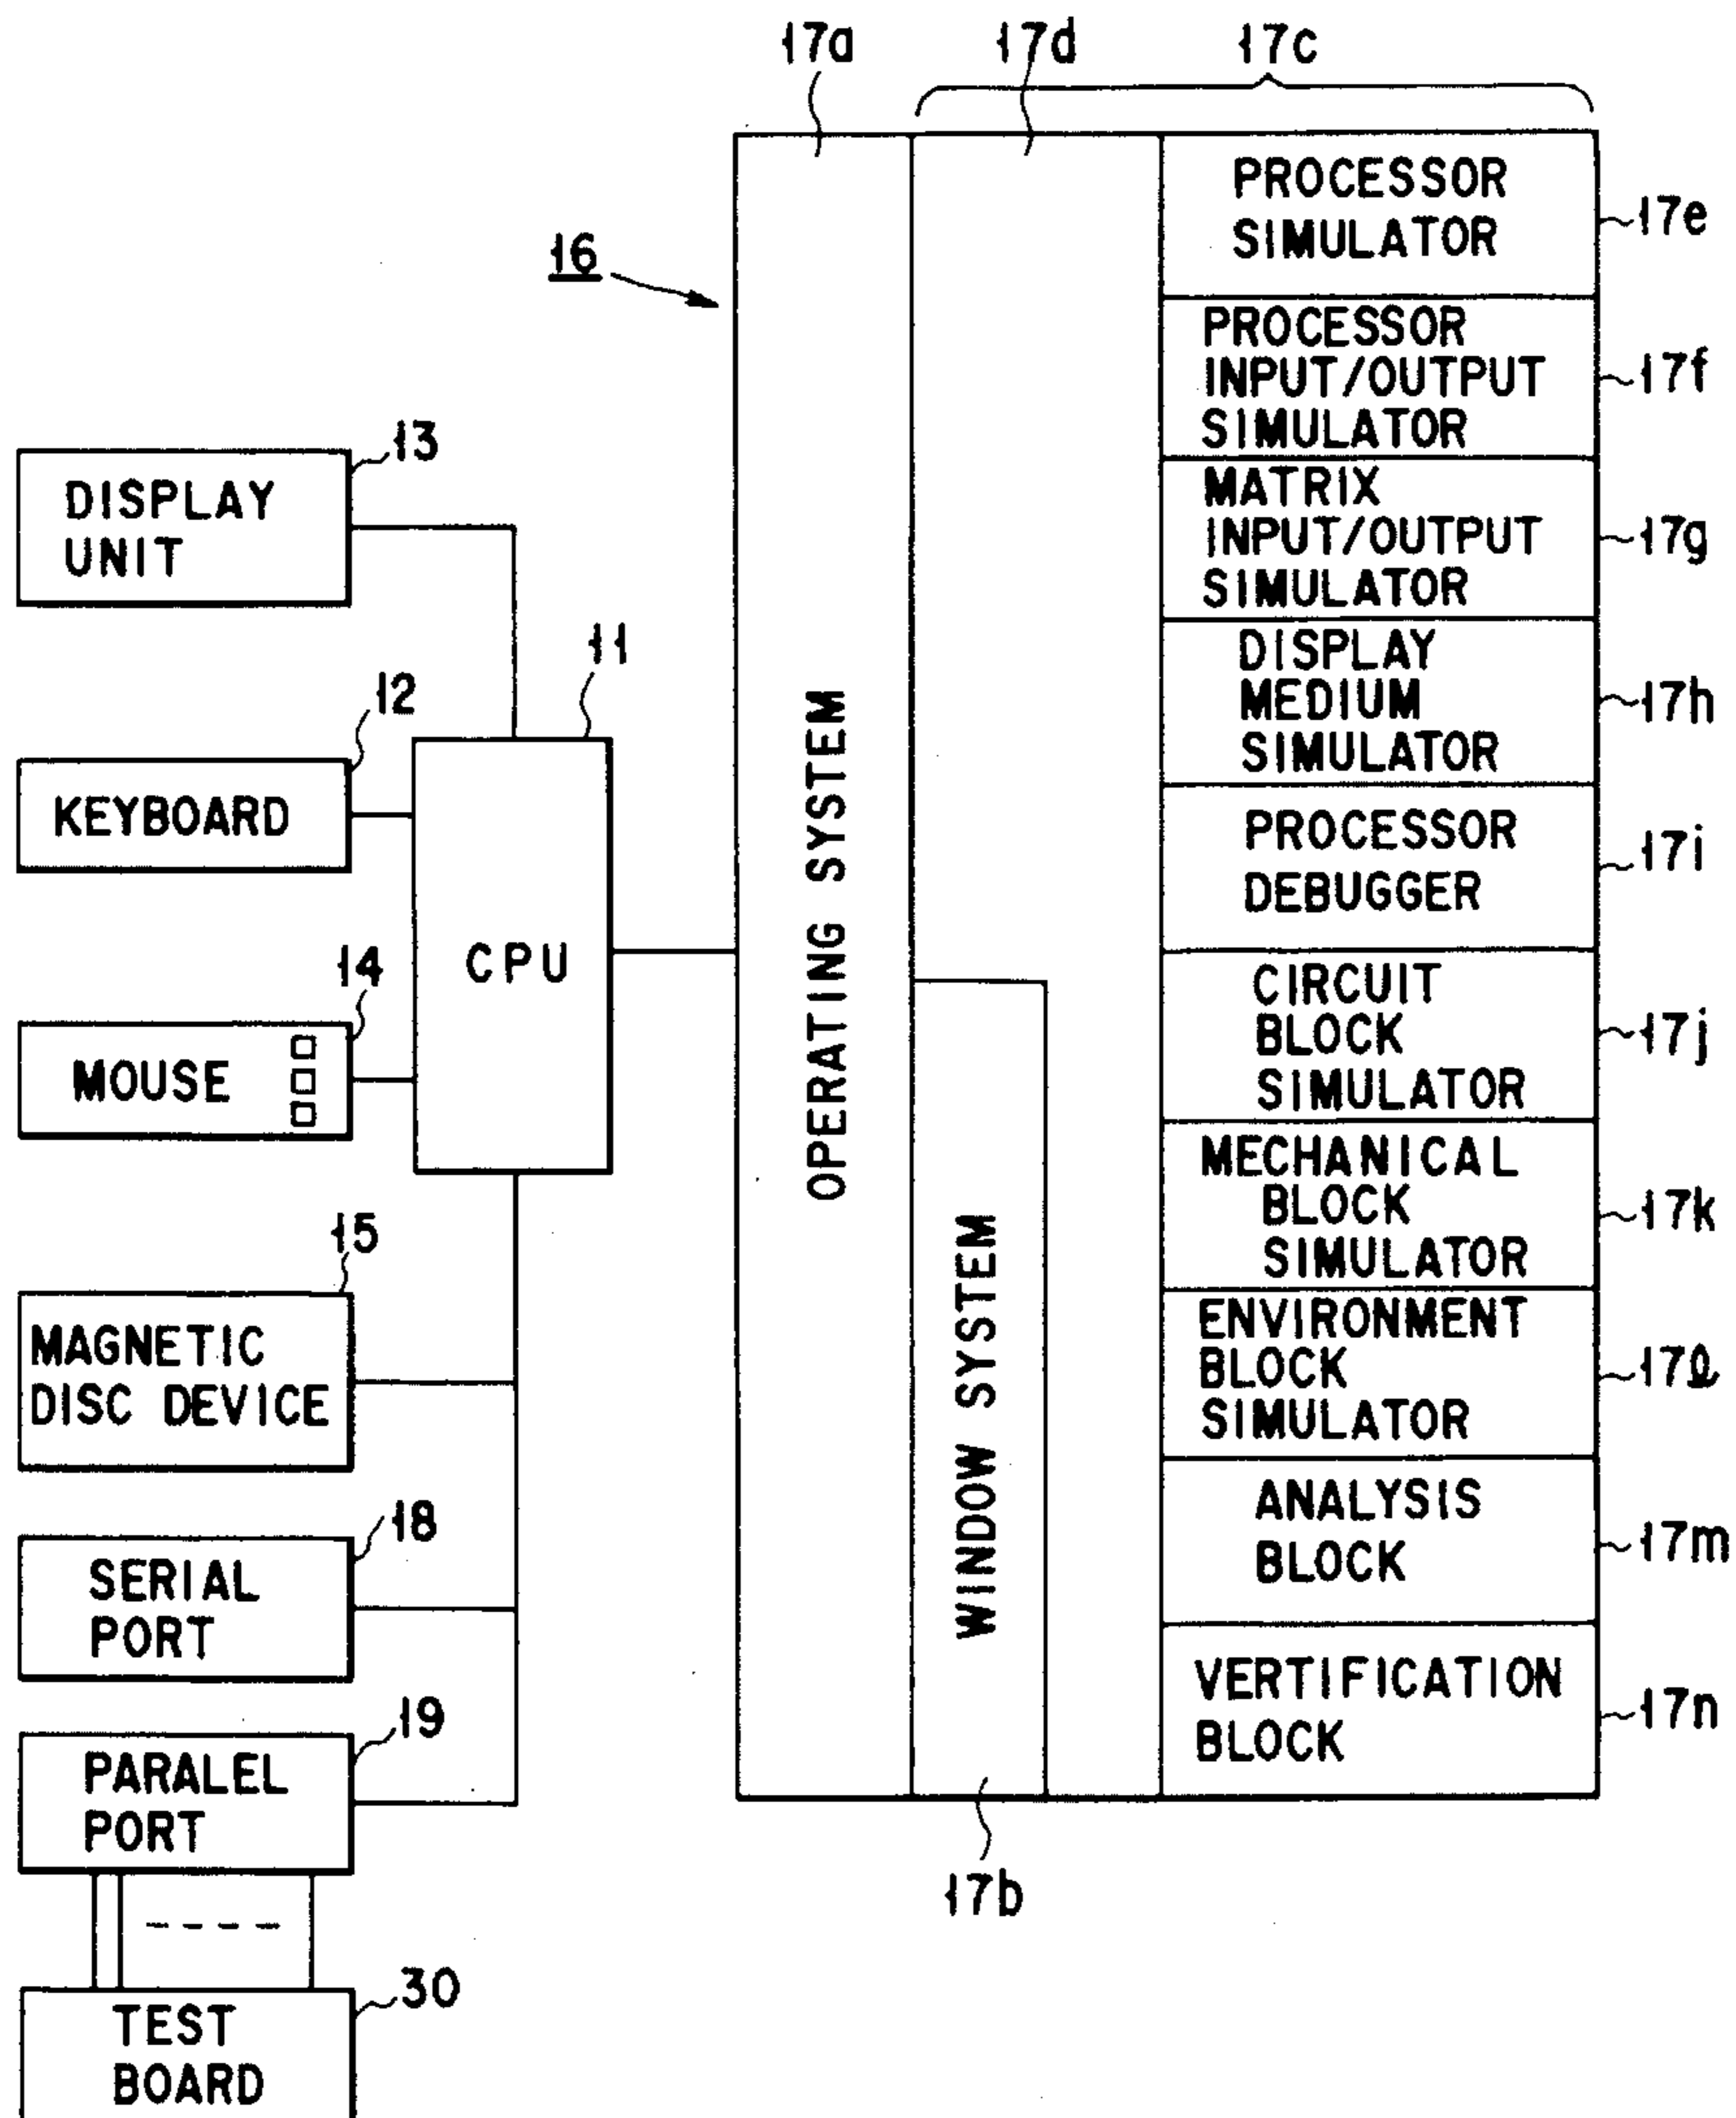 17a
17d
17c
16
PROCESSOR
SIMULATOR
17e
PROCESSOR
INPUT/OUTPUT
SIMULATOR
17f
MATRIX
INPUT/OUTPUT
SIMULATOR
17g
DISPLAY
MEDIUM
SIMULATOR
17h
PROCESSOR
DEBUGGER
17i
CIRCUIT
BLOCK
SIMULATOR
17j
MECHANICAL
BLOCK
SIMULATOR
17k
ENVIRONMENT
BLOCK
SIMULATOR
17ℓ
ANALYSIS
BLOCK
17m
VERTIFICATION
BLOCK
17n
OPERATING SYSTEM
WINDOW SYSTEM
17b
13
DISPLAY
UNIT
11
CPU
12
KEYBOARD
14
MOUSE
15
MAGNETIC
DISC DEVICE
18
SERIAL
PORT
19
PARALEL
PORT
30
TEST
BOARD